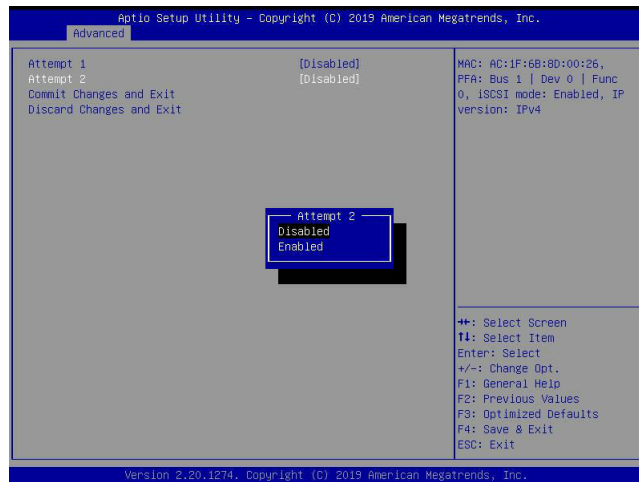 Aptio Setup Utility – Copyright (C) 2019 American Megatrends, Inc.
Advanced
Attempt 1 [Disabled]
Attempt 2 [Disabled]
Commit Changes and Exit
Discard Changes and Exit
MAC: AC:1F:6B:8D:00:26,
PFA: Bus 1 | Dev 0 | Func
0, iSCSI mode: Enabled, IP
version: IPv4
Attempt 2
Disabled
Enabled
→←: Select Screen
↑↓: Select Item
Enter: Select
+/-: Change Opt.
F1: General Help
F2: Previous Values
F3: Optimized Defaults
F4: Save & Exit
ESC: Exit
Version 2.20.1274. Copyright (C) 2019 American Megatrends, Inc.